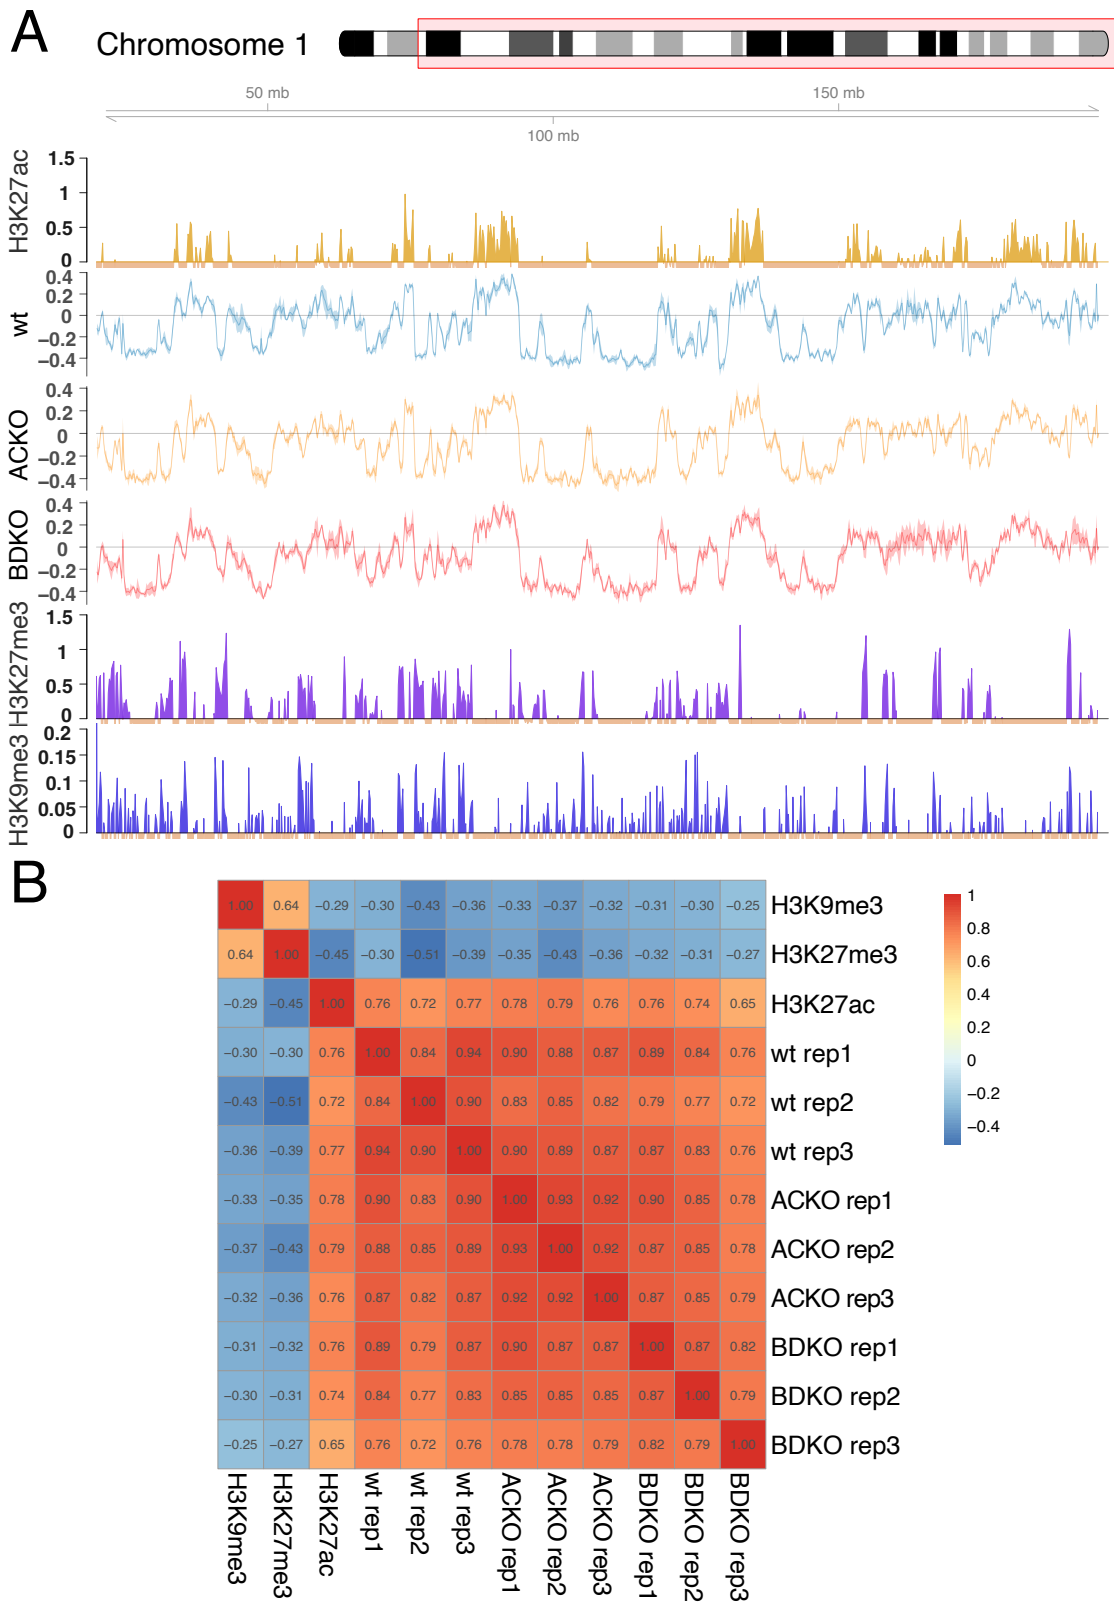 A
Chromosome 1
50 mb
150 mb
100 mb
H3K27ac
1.5
1
0.5
0
wt
0.4
0.2
0
−0.2
−0.4
ACKO
0.4
0.2
0
−0.2
−0.4
BDKO
0.4
0.2
0
−0.2
−0.4
H3K27me3
1.5
1
0.5
0
H3K9me3
0.2
0.15
0.1
0.05
0
B
1.00 0.64 −0.29 −0.30 −0.43 −0.36 −0.33 −0.37 −0.32 −0.31 −0.30 −0.25 H3K9me3
0.64 1.00 −0.45 −0.30 −0.51 −0.39 −0.35 −0.43 −0.36 −0.32 −0.31 −0.27 H3K27me3
−0.29 −0.45 1.00 0.76 0.72 0.77 0.78 0.79 0.76 0.76 0.74 0.65 H3K27ac
−0.30 −0.30 0.76 1.00 0.84 0.94 0.90 0.88 0.87 0.89 0.84 0.76 wt rep1
−0.43 −0.51 0.72 0.84 1.00 0.90 0.83 0.85 0.82 0.79 0.77 0.72 wt rep2
−0.36 −0.39 0.77 0.94 0.90 1.00 0.90 0.89 0.87 0.87 0.83 0.76 wt rep3
−0.33 −0.35 0.78 0.90 0.83 0.90 1.00 0.93 0.92 0.90 0.85 0.78 ACKO rep1
−0.37 −0.43 0.79 0.88 0.85 0.89 0.93 1.00 0.92 0.87 0.85 0.78 ACKO rep2
−0.32 −0.36 0.76 0.87 0.82 0.87 0.92 0.92 1.00 0.87 0.85 0.79 ACKO rep3
−0.31 −0.32 0.76 0.89 0.79 0.87 0.90 0.87 0.87 1.00 0.87 0.82 BDKO rep1
−0.30 −0.31 0.74 0.84 0.77 0.83 0.85 0.85 0.85 0.87 1.00 0.79 BDKO rep2
−0.25 −0.27 0.65 0.76 0.72 0.76 0.78 0.78 0.79 0.82 0.79 1.00 BDKO rep3
H3K9me3
H3K27me3
H3K27ac
wt rep1
wt rep2
wt rep3
ACKO rep1
ACKO rep2
ACKO rep3
BDKO rep1
BDKO rep2
BDKO rep3
1
0.8
0.6
0.4
0.2
0
−0.2
−0.4